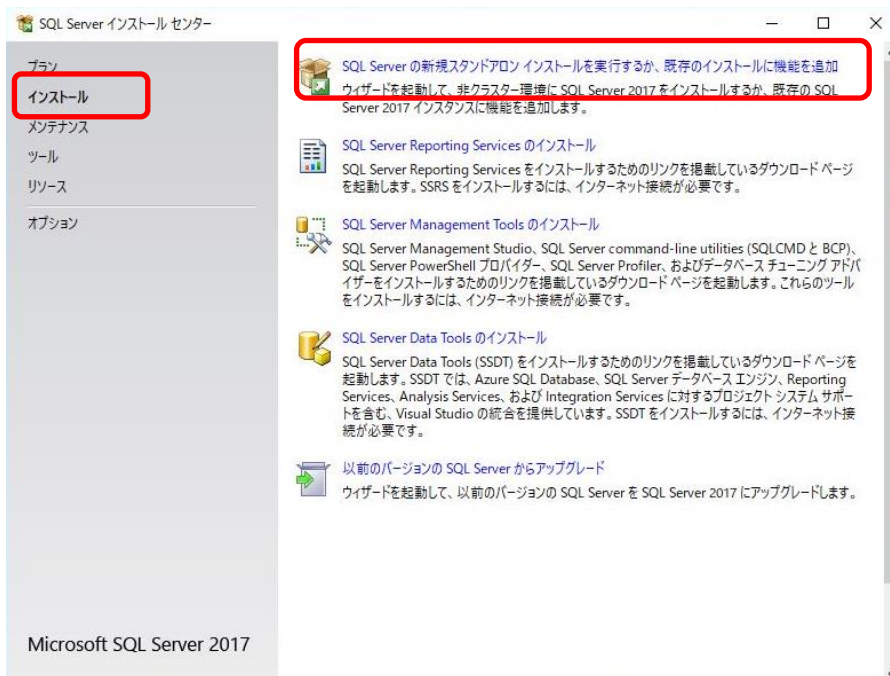 SQL Server インストール センター
プラン
インストール
メンテナンス
ツール
リソース
オプション
Microsoft SQL Server 2017
SQL Server の新規スタンドアロン インストールを実行するか、既存のインストールに機能を追加
ウィザードを起動して、非クラスター環境に SQL Server 2017 をインストールするか、既存の SQL
Server 2017 インスタンスに機能を追加します。
SQL Server Reporting Services のインストール
SQL Server Reporting Services をインストールするためのリンクを掲載しているダウンロード ページ
を起動します。SSRS をインストールするには、インターネット接続が必要です。
SQL Server Management Tools のインストール
SQL Server Management Studio、SQL Server command-line utilities (SQLCMD と BCP)、
SQL Server PowerShell プロバイダー、SQL Server Profiler、およびデータベース チューニング アドバ
イザーをインストールするためのリンクを掲載しているダウンロード ページを起動します。これらのツール
をインストールするには、インターネット接続が必要です。
SQL Server Data Tools のインストール
SQL Server Data Tools (SSDT) をインストールするためのリンクを掲載しているダウンロード ページを
起動します。SSDT では、Azure SQL Database、SQL Server データベース エンジン、Reporting
Services、Analysis Services、および Integration Services に対するプロジェクト システム サポー
トを含む、Visual Studio の統合を提供しています。SSDT をインストールするには、インターネット接
続が必要です。
以前のバージョンの SQL Server からアップグレード
ウィザードを起動して、以前のバージョンの SQL Server を SQL Server 2017 にアップグレードします。